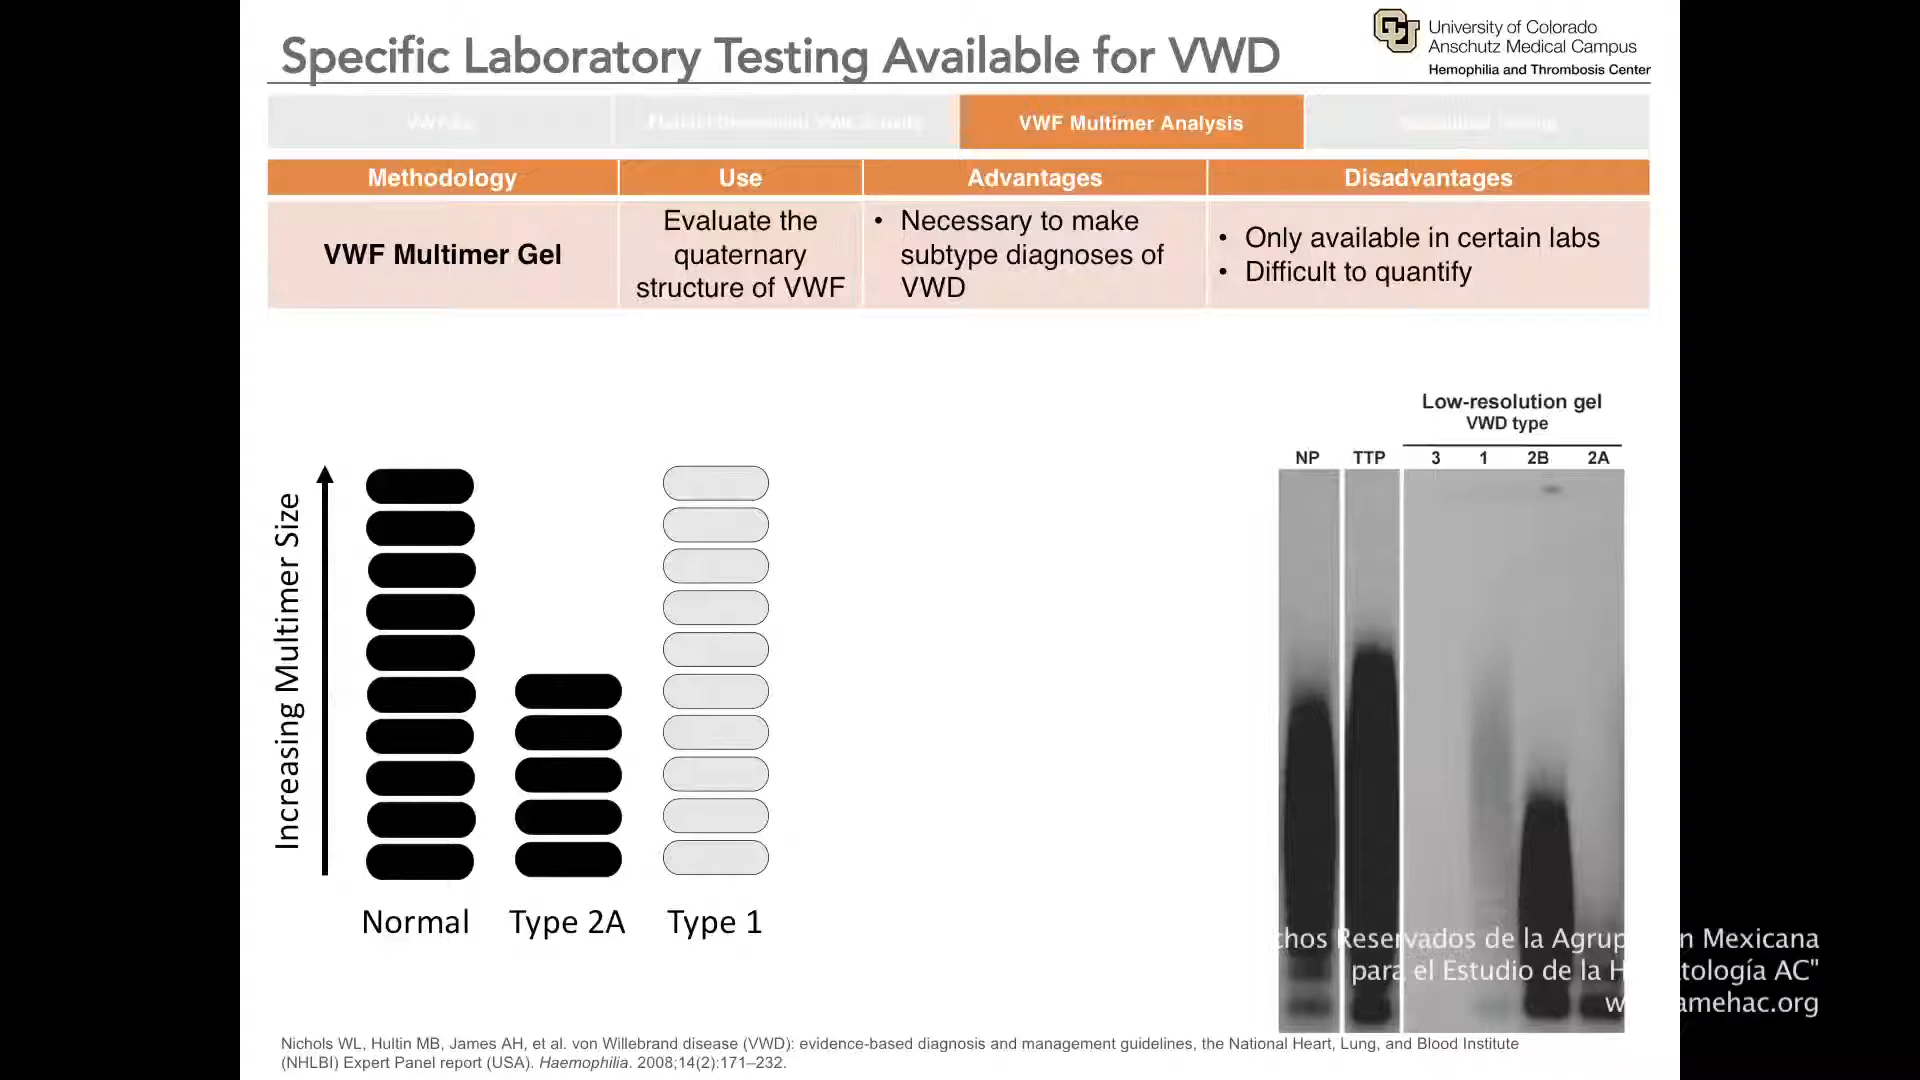 Specific Laboratory Testing Available for VWD
University of Colorado
Anschutz Medical Campus
Hemophilia and Thrombosis Center
VWF Multimer Analysis
Methodology
Use
Advantages
Disadvantages
VWF Multimer Gel
Evaluate the
quaternary
structure of VWF
• Necessary to make
subtype diagnoses of
VWD
• Only available in certain labs
• Difficult to quantify
Increasing Multimer Size
Normal
Type 2A
Type 1
Low-resolution gel
VWD type
NP TTP 3 1 2B 2A
Reservados de la
Mexicana
para el Estudio de la
AC"
Nichols WL, Hultin MB, James AH, et al. von Willebrand disease (VWD): evidence-based diagnosis and management guidelines, the National Heart, Lung, and Blood Institute
(NHLBI) Expert Panel report (USA). Haemophilia. 2008;14(2):171–232.